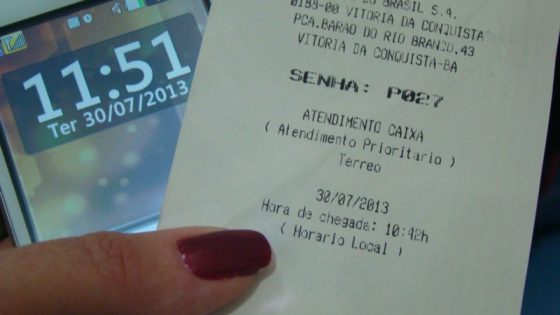 11:51
Ter 30/07/2013
DO BRASIL S.A.
0188-00 VITORIA DA CONQUISTA
PCA.BARAO DO RIO BRANCO,43
VITORIA DA CONQUISTA-BA
SENHA: P027
ATENDIMENTO CAIXA
( Atendimento Prioritario )
Terreo
30/07/2013
Hora de chegada: 10:42h
( Horario Local )